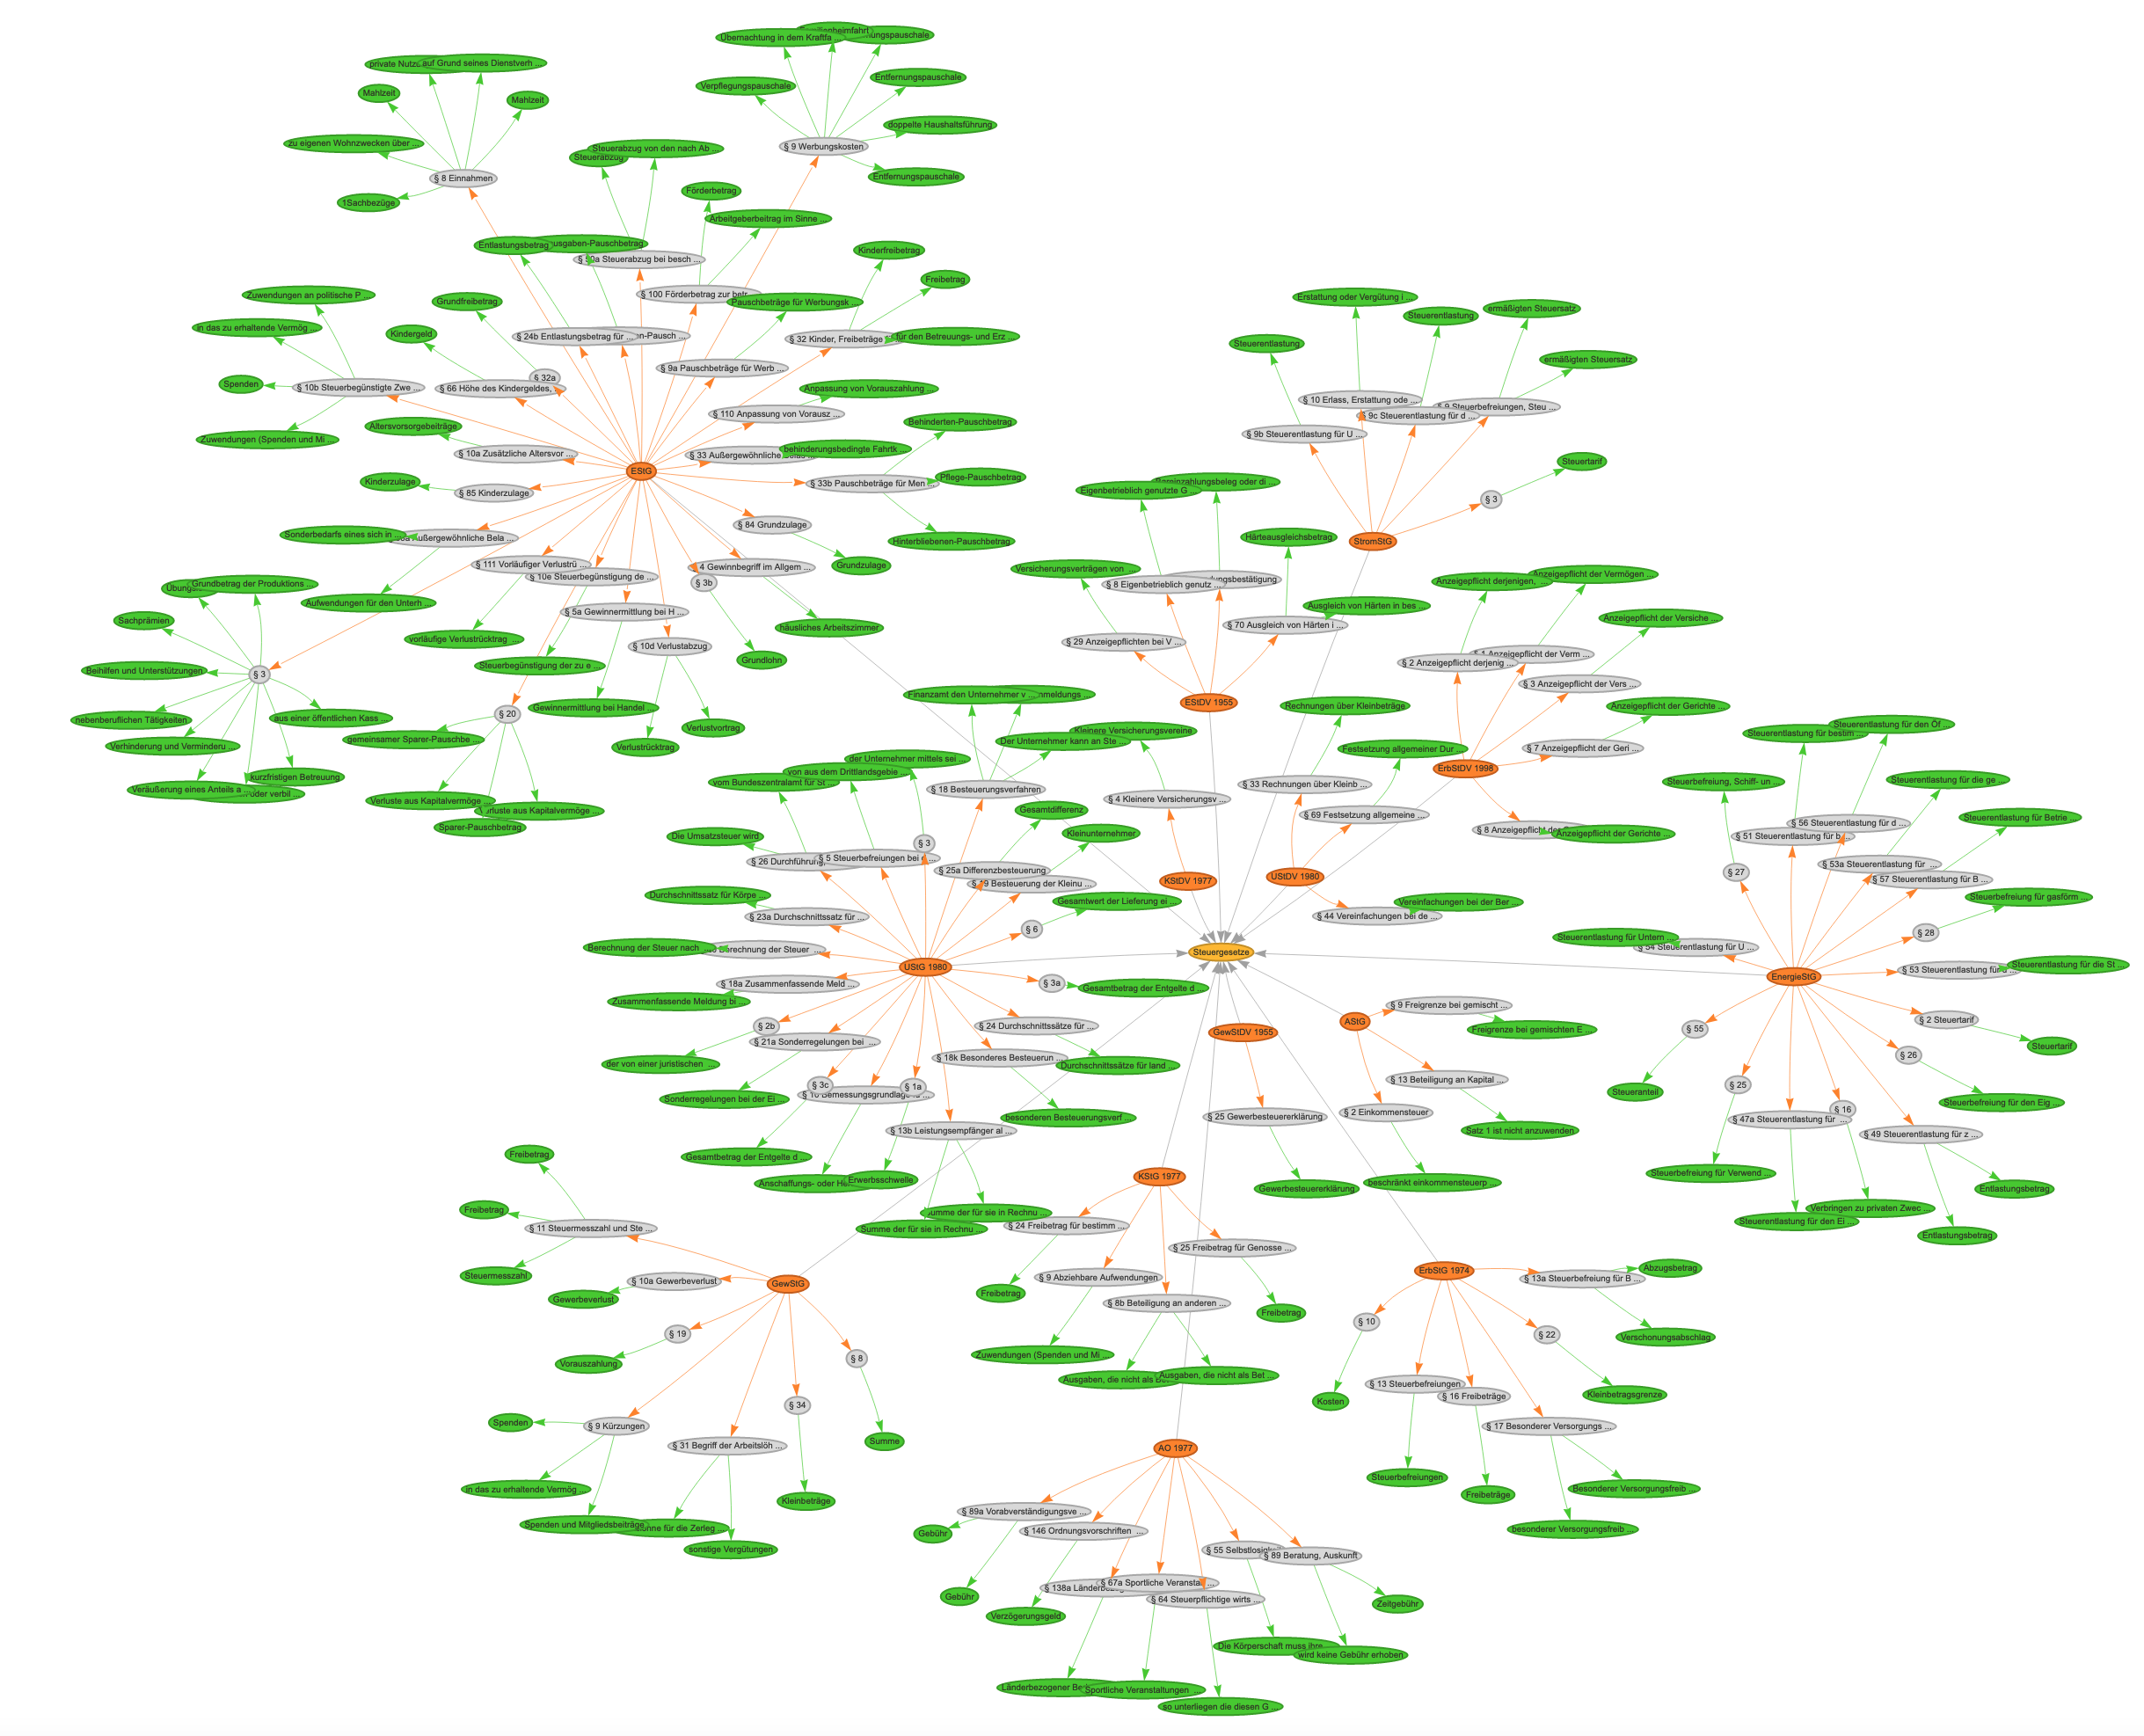 Übernachtung in dem Kraftfa ...
Familienheimfahrt
Verpflegungspauschale
Entfernungspauschale
doppelte Haushaltsführung
Entfernungspauschale
§ 9 Werbungskosten
private Nutzu
auf Grund seines Dienstverh ...
Mahlzeit
Mahlzeit
zu eigenen Wohnzwecken über ...
§ 8 Einnahmen
1Sachbezüge
Steuerabzug von den nach Ab ...
Steuerabzug
Förderbetrag
Arbeitgeberbeitrag im Sinne ...
Entlastungsbetrag
usgaben-Pauschbetrag
§ 50a Steuerabzug bei besch ...
Kinderfreibetrag
Freibetrag
§ 100 Förderbetrag zur betr
Pauschbeträge für Werbungsk ...
Zuwendungen an politische P ...
Grundfreibetrag
in das zu erhaltende Vermög ...
Kindergeld
§ 24b Entlastungsbetrag für ...
en-Pausch ...
§ 32 Kinder, Freibeträge
für den Betreuungs- und Erz ...
§ 9a Pauschbeträge für Werb ...
§ 32a
Spenden
§ 10b Steuerbegünstigte Zwe ...
§ 66 Höhe des Kindergeldes,
Anpassung von Vorauszahlung ...
§ 110 Anpassung von Vorausz ...
Altersvorsorgebeiträge
Zuwendungen (Spenden und Mi ...
Behinderten-Pauschbetrag
§ 10a Zusätzliche Altersvor ...
§ 33 Außergewöhnliche
behinderungsbedingte Fahrtk ...
EStG
Kinderzulage
§ 85 Kinderzulage
§ 33b Pauschbeträge für Men ...
Pflege-Pauschbetrag
§ 84 Grundzulage
Sonderbedarfs eines sich in
Außergewöhnliche Bela ...
Hinterbliebenen-Pauschbetrag
§ 111 Vorläufiger Verlustrü ...
§ 10e Steuerbegünstigung de ...
4 Gewinnbegriff im Allgem ...
Grundzulage
§ 3b
Grundbetrag der Produktions ...
Aufwendungen für den Unterh ...
§ 5a Gewinnermittlung bei H ...
Sachprämien
häusliches Arbeitszimmer
vorläufige Verlustrücktrag ...
§ 10d Verlustabzug
Grundlohn
Steuerbegünstigung der zu e ...
Beihilfen und Unterstützungen
§ 3
Gewinnermittlung bei Handel ...
§ 20
nebenberuflichen Tätigkeiten
aus einer öffentlichen Kass ...
Verlustvortrag
gemeinsamer Sparer-Pauschbe ...
Verhinderung und Verminderu ...
Verlustrücktrag
kurzfristigen Betreuung
Veräußerung eines Anteils a ...
oder verbil ...
Verluste aus Kapitalvermöge ...
Verluste aus Kapitalvermöge ...
Sparer-Pauschbetrag
Erstattung oder Vergütung i ...
Steuerentlastung
ermäßigten Steuersatz
Steuerentlastung
ermäßigten Steuersatz
§ 10 Erlass, Erstattung ode ...
§ 9 Steuerbefreiungen, Steu ...
§ 9c Steuerentlastung für d ...
§ 9b Steuerentlastung für U ...
Steuertarif
§ 3
StromStG
Eigenbetrieblich genutzte G ...
Bareinzahlungsbeleg oder di ...
Härteausgleichsbetrag
Versicherungsverträgen von ...
§ 8 Eigenbetrieblich genutz ...
ungsbestätigung
Ausgleich von Härten in bes ...
§ 70 Ausgleich von Härten i ...
§ 29 Anzeigepflichten bei V ...
EStDV 1955
Anzeigepflicht derjenigen,
Anzeigepflicht der Vermögen ...
Anzeigepflicht der Versiche ...
§ 1 Anzeigepflicht der Verm ...
§ 2 Anzeigepflicht derjenig ...
§ 3 Anzeigepflicht der Vers ...
Anzeigepflicht der Gerichte ...
§ 7 Anzeigepflicht der Geri ...
ErbStDV 1998
§ 8 Anzeigepflicht der
Anzeigepflicht der Gerichte ...
Rechnungen über Kleinbeträge
Festsetzung allgemeiner Dur ...
§ 33 Rechnungen über Kleinb ...
§ 69 Festsetzung allgemeine ...
UStDV 1980
§ 44 Vereinfachungen bei de ...
Vereinfachungen bei der Ber ...
Finanzamt den Unternehmer v
nmeldungs ...
Der Unternehmer kann an Ste ...
Kleinere Versicherungsvereine
der Unternehmer mittels sei ...
von aus dem Drittlandsgebie ...
vom Bundeszentralamt für St
§ 18 Besteuerungsverfahren
§ 4 Kleinere Versicherungsv ...
KStDV 1977
Gesamtdifferenz
Kleinunternehmer
Die Umsatzsteuer wird
§ 3
§ 26 Durchführung,
§ 5 Steuerbefreiungen bei
§ 25a Differenzbesteuerung
§ 19 Besteuerung der Kleinu ...
Durchschnittssatz für Körpe ...
§ 23a Durchschnittssatz für ...
Gesamtwert der Lieferung ei ...
§ 6
Berechnung der Steuer nach
Berechnung der Steuer ...
UStG 1980
Steuergesetze
§ 18a Zusammenfassende Meld ...
§ 3a
Gesamtbetrag der Entgelte d ...
Zusammenfassende Meldung bi ...
§ 2b
§ 21a Sonderregelungen bei ...
§ 24 Durchschnittssätze für ...
der von einer juristischen ...
§ 18k Besonderes Besteuerun ...
Durchschnittssätze für land ...
§ 3c
§ 1a
§ 10 Bemessungsgrundlage fü ...
Sonderregelungen bei der Ei ...
besonderen Besteuerungsverf ...
§ 13b Leistungsempfänger al ...
Gesamtbetrag der Entgelte d ...
Anschaffungs- oder
Erwerbsschwelle
Summe der für sie in Rechnu ...
Summe der für sie in Rechnu ...
Steuerentlastung für bestim ...
Steuerentlastung für den Öf ...
Steuerbefreiung, Schiff- un ...
Steuerentlastung für die ge ...
Steuerentlastung für Betrie ...
§ 56 Steuerentlastung für d ...
§ 51 Steuerentlastung für b ...
§ 53a Steuerentlastung für ...
§ 57 Steuerentlastung für B ...
§ 27
Steuerbefreiung für gasförm ...
§ 28
Steuerentlastung für Untern ...
§ 54 Steuerentlastung für U ...
EnergieStG
§ 53 Steuerentlastung für
Steuerentlastung für die St ...
§ 55
§ 2 Steuertarif
Steuertarif
§ 26
Steueranteil
§ 25
§ 16
§ 47a Steuerentlastung für ...
Steuerbefreiung für den Eig ...
§ 49 Steuerentlastung für z ...
Steuerbefreiung für Verwend ...
Entlastungsbetrag
Verbringen zu privaten Zwec ...
Steuerentlastung für den Ei ...
Entlastungsbetrag
AStG
§ 9 Freigrenze bei gemischt ...
Freigrenze bei gemischten E ...
§ 13 Beteiligung an Kapital ...
§ 2 Einkommensteuer
Satz 1 ist nicht anzuwenden
beschränkt einkommensteuerp ...
GewStDV 1955
§ 25 Gewerbesteuererklärung
Gewerbesteuererklärung
KStG 1977
§ 24 Freibetrag für bestimm ...
§ 25 Freibetrag für Genosse ...
§ 9 Abziehbare Aufwendungen
Freibetrag
§ 8b Beteiligung an anderen ...
Freibetrag
Zuwendungen (Spenden und Mi ...
Ausgaben, die nicht als Bet
Ausgaben, die nicht als Bet ...
Freibetrag
Freibetrag
§ 11 Steuermesszahl und Ste ...
Steuermesszahl
GewStG
§ 10a Gewerbeverlust
Gewerbeverlust
§ 19
Vorauszahlung
§ 8
§ 34
Spenden
§ 9 Kürzungen
§ 31 Begriff der Arbeitslöh ...
Summe
in das zu erhaltende Vermög ...
Kleinbeträge
Spenden und Mitgliedsbeiträge
für die Zerleg ...
sonstige Vergütungen
ErbStG 1974
§ 13a Steuerbefreiung für B ...
Abzugsbetrag
§ 10
§ 22
Verschonungsabschlag
§ 13 Steuerbefreiungen
§ 16 Freibeträge
Kosten
Kleinbetragsgrenze
§ 17 Besonderer Versorgungs ...
Steuerbefreiungen
Freibeträge
Besonderer Versorgungsfreib ...
besonderer Versorgungsfreib ...
AO 1977
§ 89a Vorabverständigungsve ...
§ 146 Ordnungsvorschriften ...
Gebühr
§ 55 Selbstlosigkeit
§ 89 Beratung, Auskunft
§ 138a
§ 67a Sportliche Veranstal ...
§ 64 Steuerpflichtige wirts ...
Gebühr
Verzögerungsgeld
Zeitgebühr
Die Körperschaft muss ihre
wird keine Gebühr erhoben
Länderbezogener
Sportliche Veranstaltungen ...
so unterliegen die diesen G ...